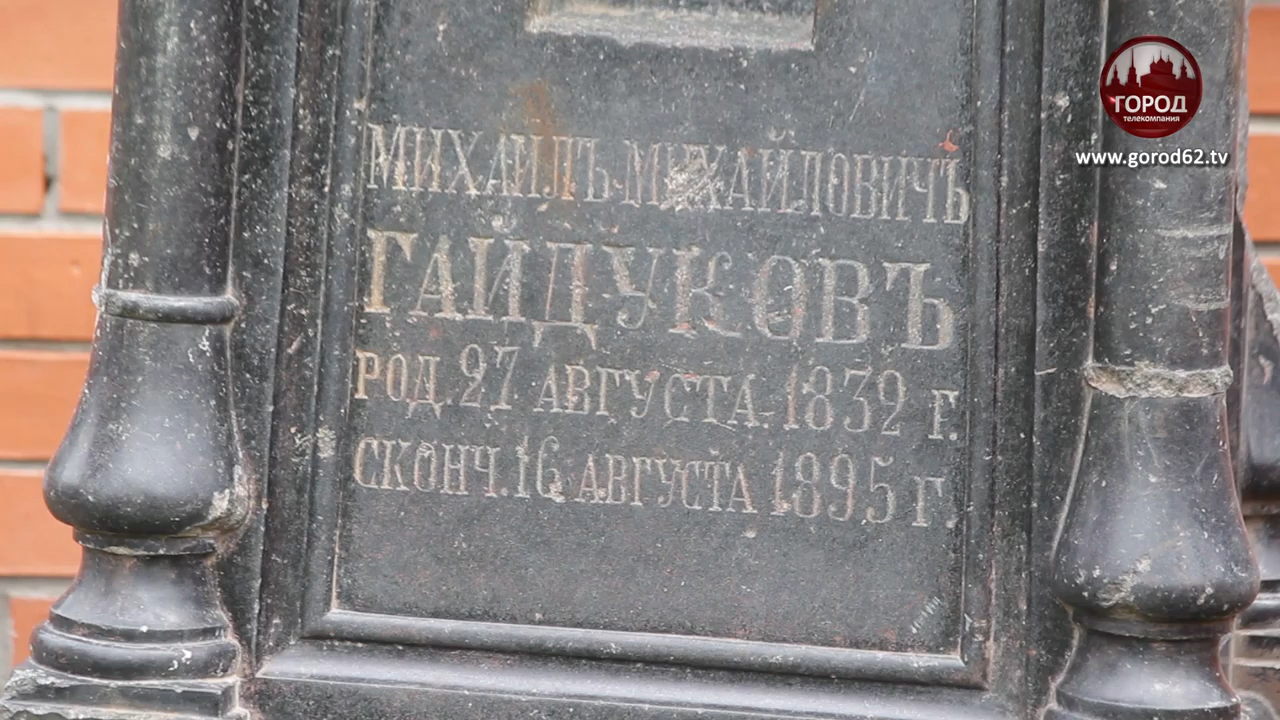 ГОРОД
ТЕЛЕКОМПАНИЯ
www.gorod62.tv
МИХАИЛЪ МИХАЙЛОВИЧЪ
ГАЙДУКОВЪ
РОД. 27 АВГУСТА 1832 г.
СКОНЧ. 16 АВГУСТА 1895 г.